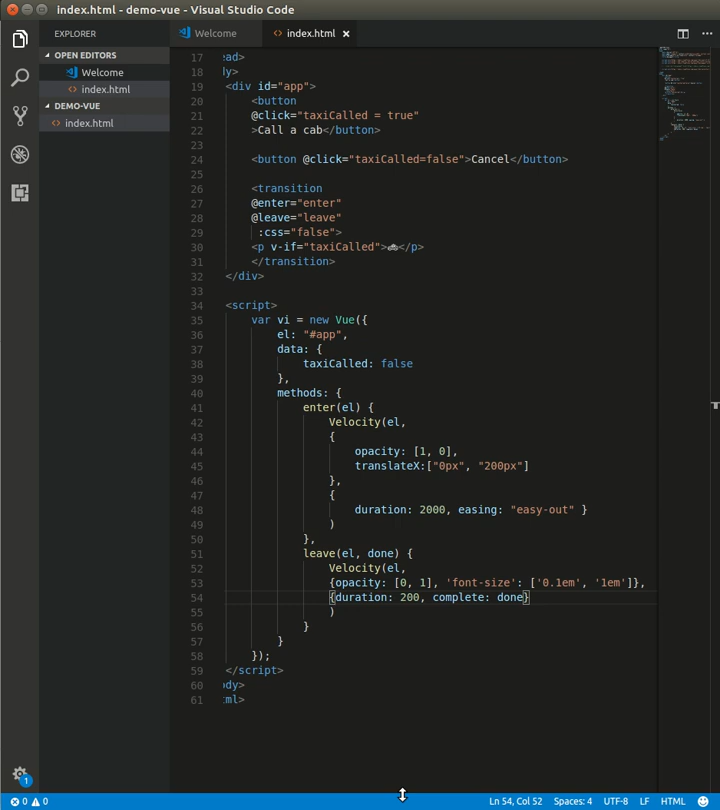 index.html - demo-vue - Visual Studio Code
EXPLORER
OPEN EDITORS
Welcome
index.html
DEMO-VUE
index.html
Welcome
index.html
17 ead>
18 ly>
19 <div id="app">
20 <button
21 @click="taxiCalled = true"
22 >Call a cab</button>
23
24 <button @click="taxiCalled=false">Cancel</button>
25
26 <transition
27 @enter="enter"
28 @leave="leave"
29 :css="false">
30 <p v-if="taxiCalled">🚕</p>
31 </transition>
32 </div>
33
34 <script>
35 var vi = new Vue({
36 el: "#app",
37 data: {
38 taxiCalled: false
39 },
40 methods: {
41 enter(el) {
42 Velocity(el,
43 {
44 opacity: [1, 0],
45 translateX:["0px", "200px"]
46 },
47 {
48 duration: 2000, easing: "easy-out" }
49 )
50 },
51 leave(el, done) {
52 Velocity(el,
53 {opacity: [0, 1], 'font-size': ['0.1em', '1em']},
54 {duration: 200, complete: done}
55 )
56 }
57 }
58 });
59 </script>
60 ody>
61 tml>
1
0 0
Ln 54, Col 52
Spaces: 4
UTF-8
LF
HTML